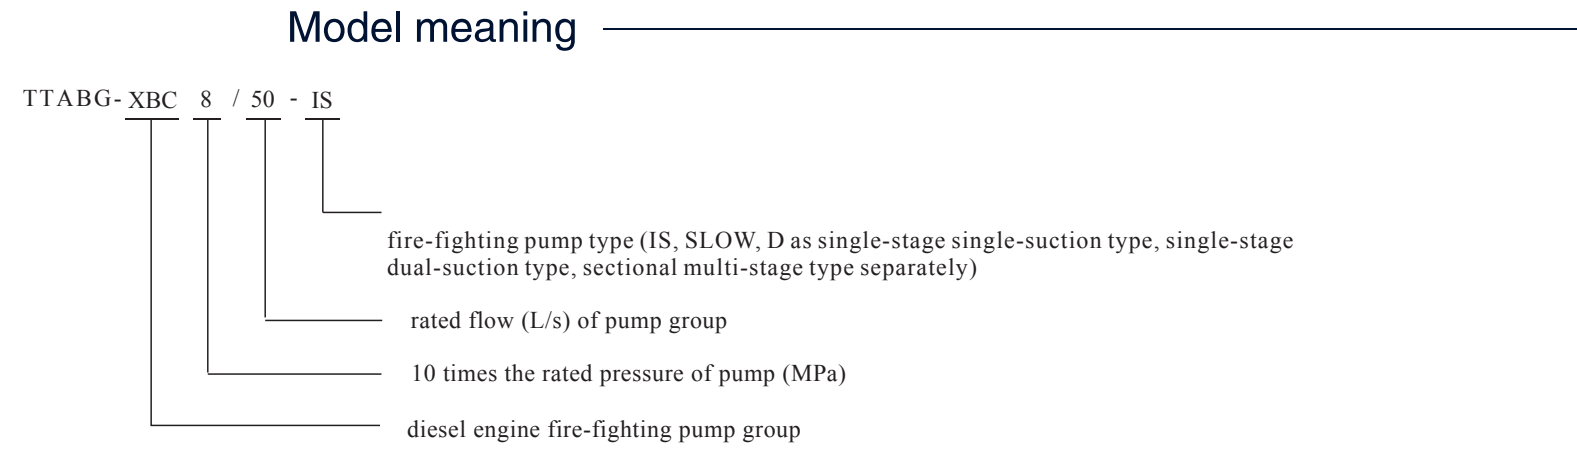 Model meaning
TTABG- XBC 8 / 50 - IS
fire-fighting pump type (IS, SLOW, D as single-stage single-suction type, single-stage
dual-suction type, sectional multi-stage type separately)
rated flow (L/s) of pump group
10 times the rated pressure of pump (MPa)
diesel engine fire-fighting pump group